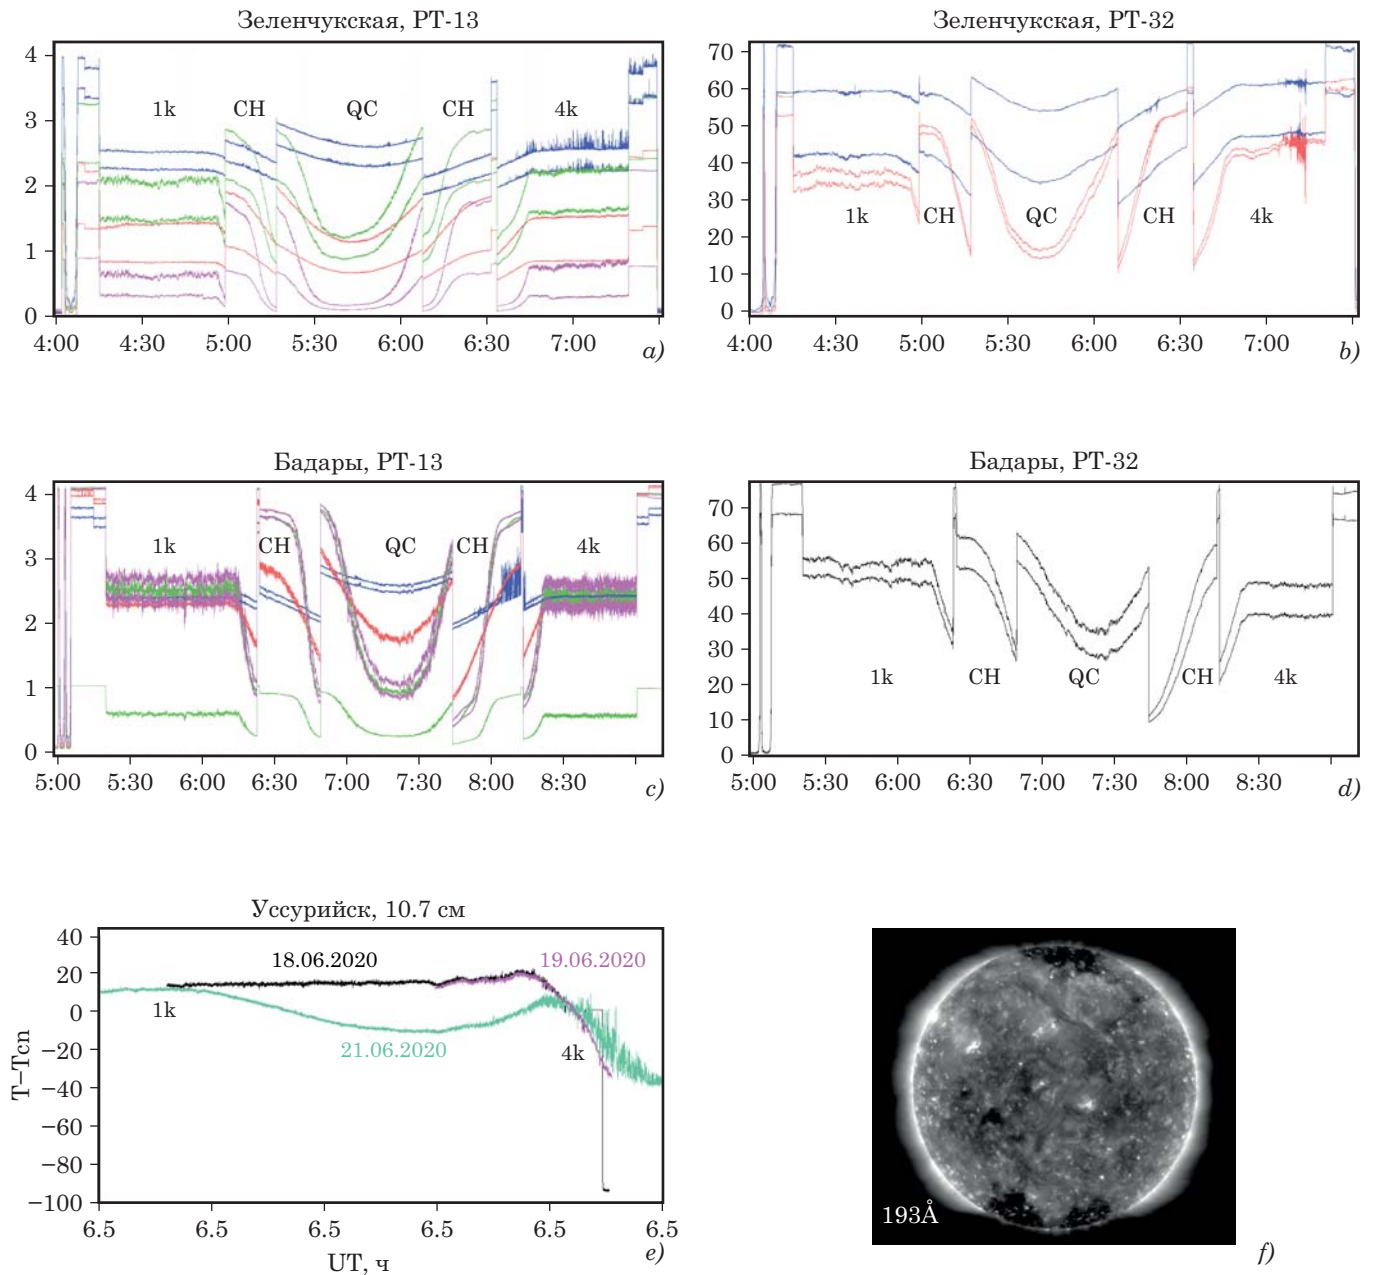 Зеленчукская, РТ-13
4
3
2
1
0
1k
CH
QC
CH
4k
4:00
4:30
5:00
5:30
6:00
6:30
7:00
a)
Зеленчукская, РТ-32
70
60
50
40
30
20
10
0
1k
CH
QC
CH
4k
4:00
4:30
5:00
5:30
6:00
6:30
7:00
b)
Бадары, РТ-13
4
3
2
1
0
1k
CH
QC
CH
4k
5:00
5:30
6:00
6:30
7:00
7:30
8:00
8:30
c)
Бадары, РТ-32
70
60
50
40
30
20
10
0
1k
CH
QC
CH
4k
5:00
5:30
6:00
6:30
7:00
7:30
8:00
8:30
d)
Уссурийск, 10.7 см
T−Tсп
40
20
0
−20
−40
−60
−80
−100
18.06.2020
19.06.2020
1k
21.06.2020
4k
6.5
6.5
6.5
6.5
6.5
6.5
UT, ч
e)
193Å
f)